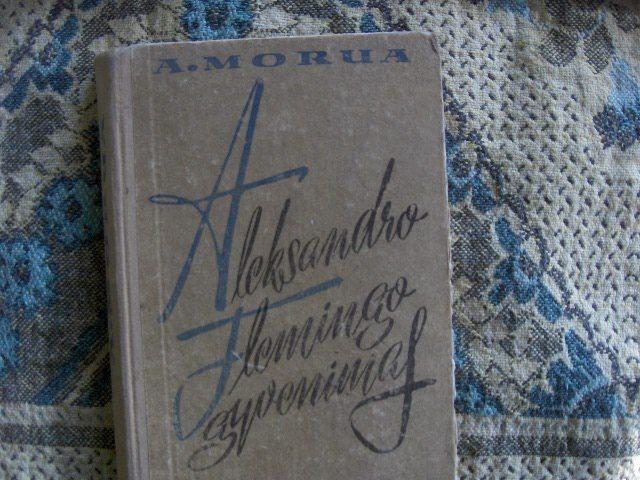 A. MORUA
Aleksandro
Flemingo
gyvenimas